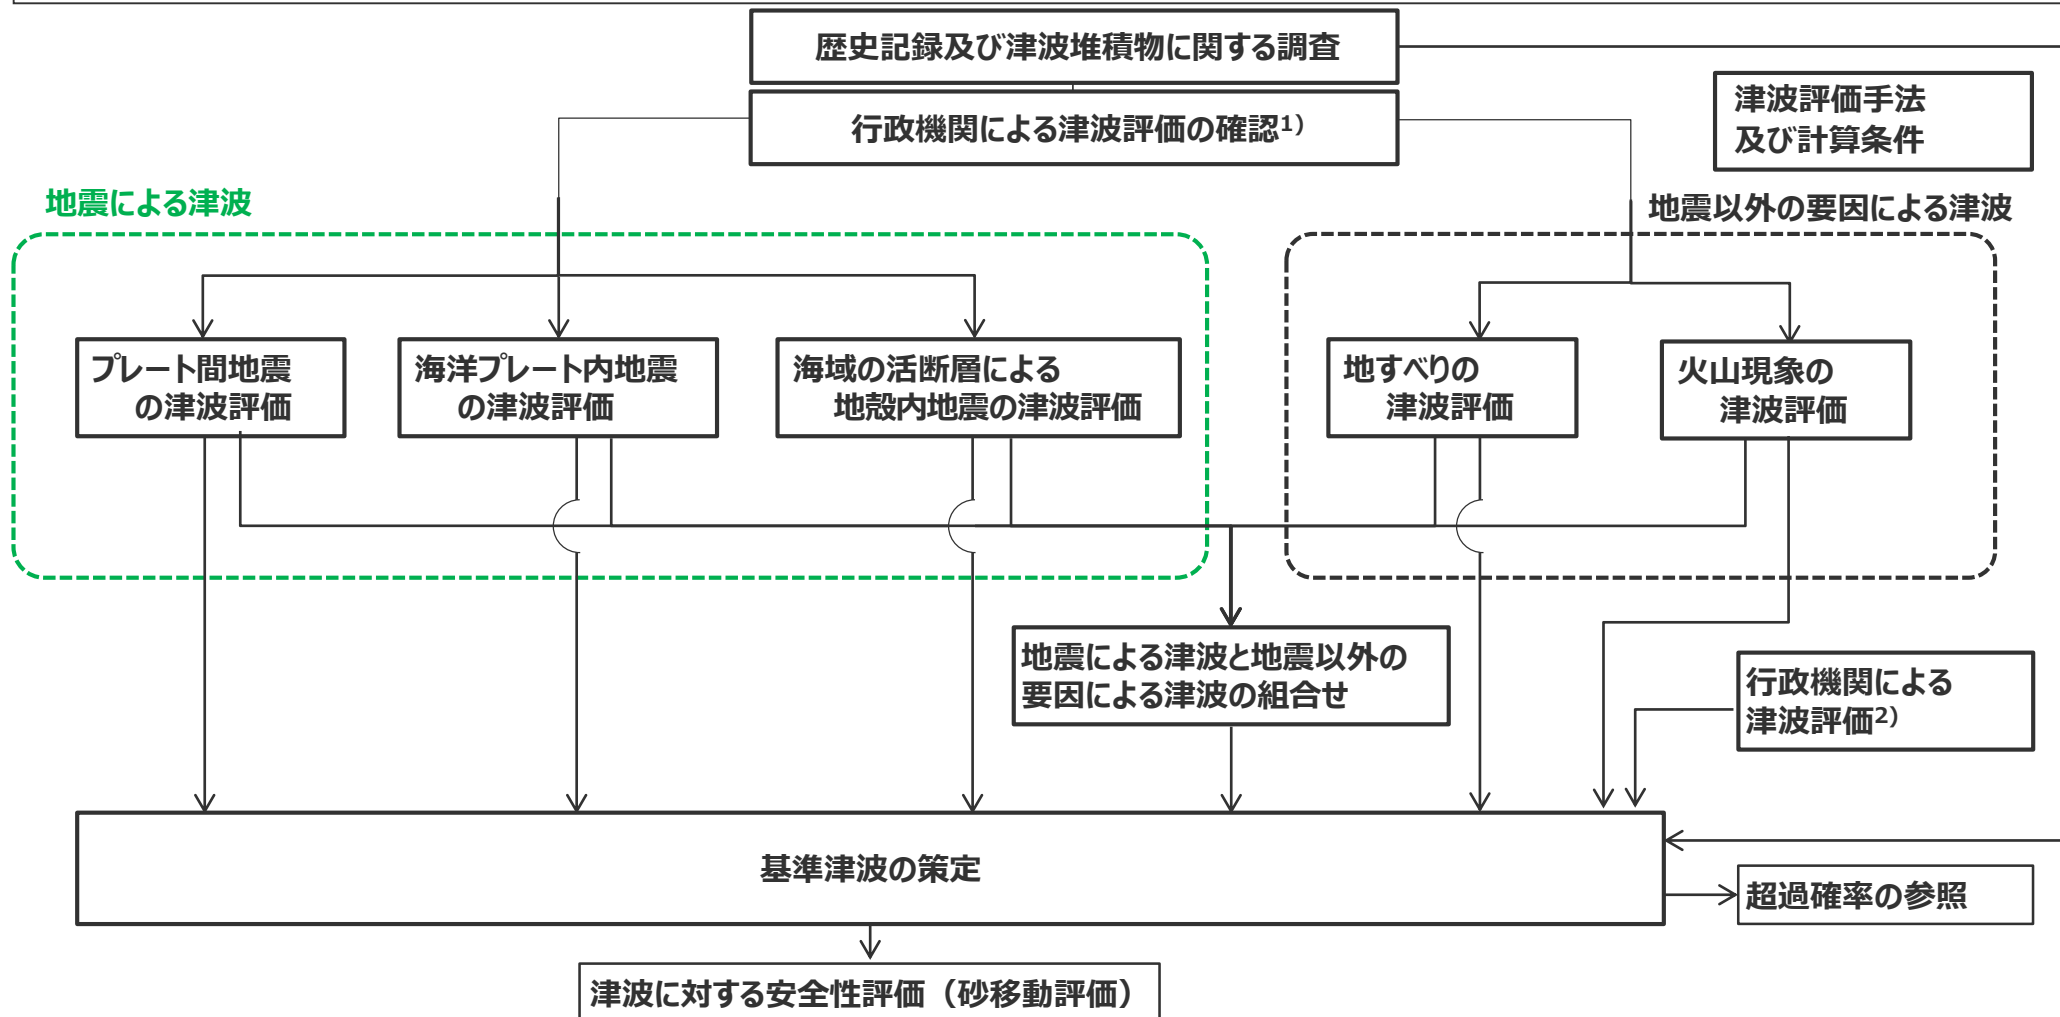 歴史記録及び津波堆積物に関する調査
行政機関による津波評価の確認1)
津波評価手法
及び計算条件
地震による津波
地震以外の要因による津波
プレート間地震
の津波評価
海洋プレート内地震
の津波評価
海域の活断層による
地殻内地震の津波評価
地すべりの
津波評価
火山現象の
津波評価
地震による津波と地震以外の
要因による津波の組合せ
行政機関による
津波評価2)
基準津波の策定
超過確率の参照
津波に対する安全性評価（砂移動評価）